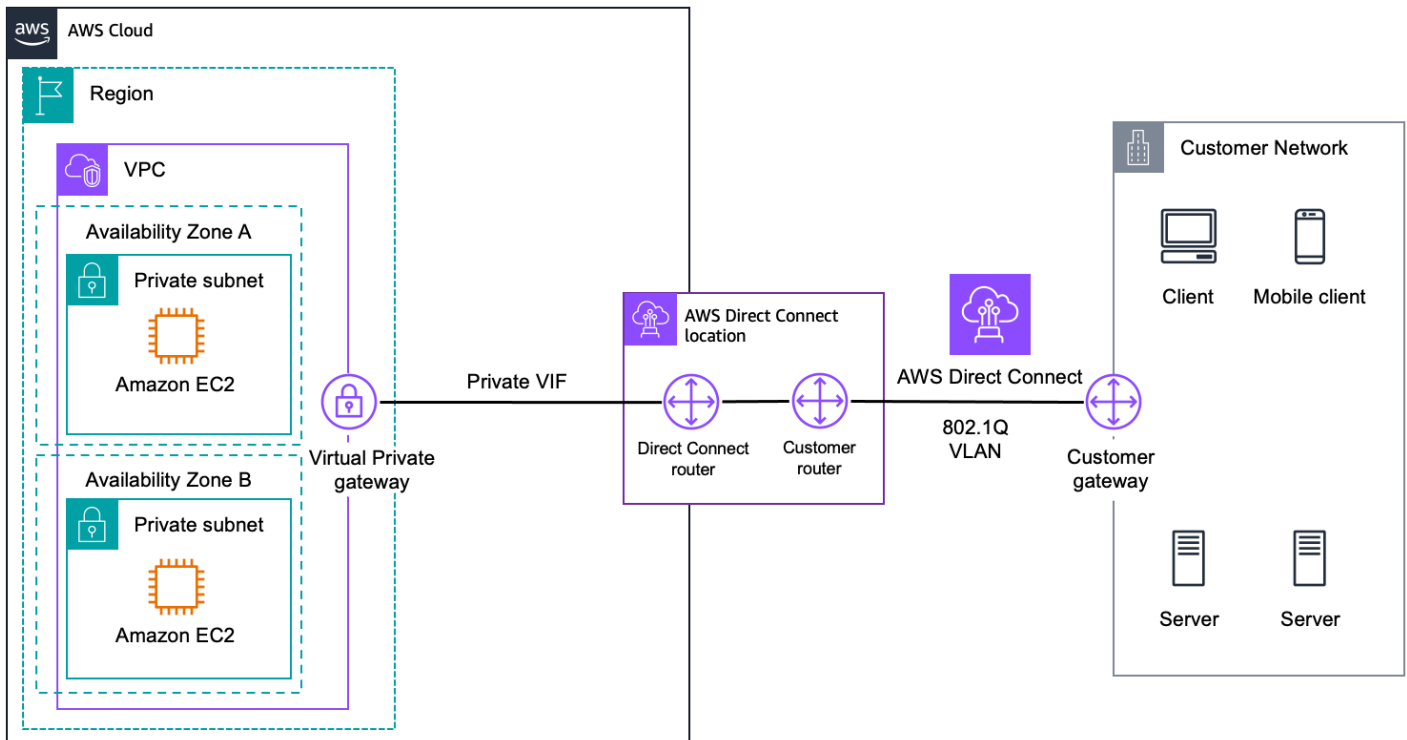 aws
AWS Cloud
Region
VPC
Availability Zone A
Private subnet
Amazon EC2
Virtual Private
gateway
Availability Zone B
Private subnet
Amazon EC2
Private VIF
AWS Direct Connect
location
Direct Connect
router
Customer
router
AWS Direct Connect
802.1Q
VLAN
Customer
gateway
Customer Network
Client
Mobile client
Server
Server